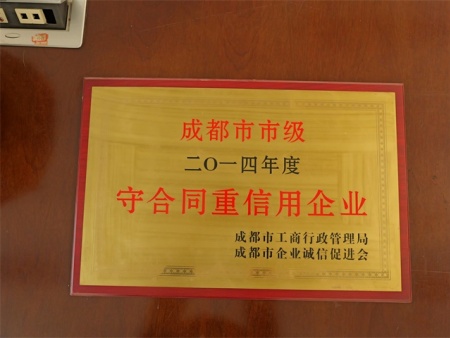 成都市市级
二〇一四年度
守合同重信用企业
成都市工商行政管理局
成都市企业诚信促进会